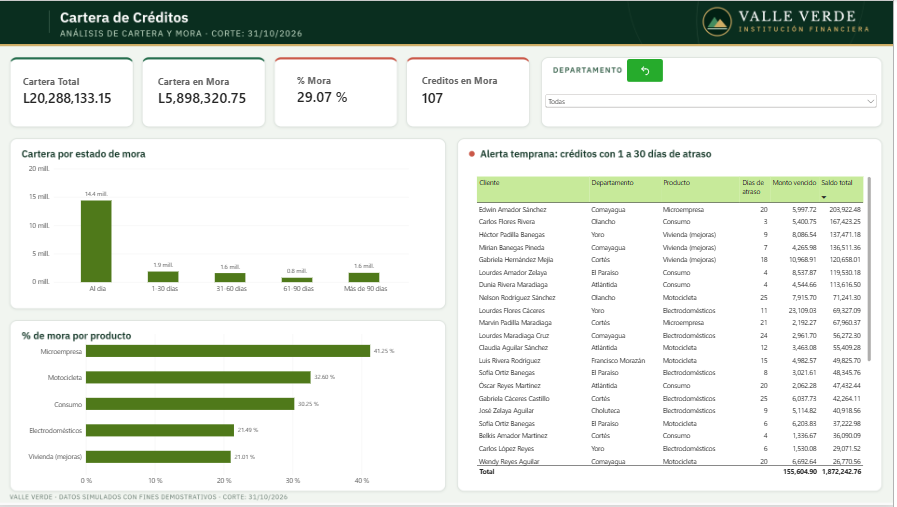 Cartera de Créditos
ANÁLISIS DE CARTERA Y MORA · CORTE: 31/10/2026
VALLE VERDE
INSTITUCIÓN FINANCIERA
Cartera Total
L20,288,133.15
Cartera en Mora
L5,898,320.75
% Mora
29.07 %
Creditos en Mora
107
DEPARTAMENTO
Todas
Cartera por estado de mora
20 mill.
15 mill.
10 mill.
5 mill.
0 mill.
14.4 mill.
1.9 mill.
1.6 mill.
0.8 mill.
1.6 mill.
Al día
1-30 días
31-60 días
61-90 días
Más de 90 días
% de mora por producto
Microempresa 41.25 %
Motocicleta 32.60 %
Consumo 30.25 %
Electrodomésticos 21.49 %
Vivienda (mejoras) 21.01 %
0 % 10 % 20 % 30 % 40 %
Alerta temprana: créditos con 1 a 30 días de atraso
Cliente Departamento Producto Días de atraso Monto vencido Saldo total
Edwin Amador Sánchez Comayagua Microempresa 20 5,997.72 203,922.48
Carlos Flores Rivera Olancho Consumo 3 5,400.75 167,423.25
Héctor Padilla Banegas Yoro Vivienda (mejoras) 9 8,086.54 137,471.18
Mirian Banegas Pineda Comayagua Vivienda (mejoras) 7 4,265.98 136,511.36
Gabriela Hernández Mejía Cortés Vivienda (mejoras) 18 10,968.91 120,658.01
Lourdes Amador Zelaya El Paraíso Consumo 4 8,537.87 119,530.18
Dunia Rivera Maradiaga Atlántida Consumo 4 4,544.66 113,616.50
Nelson Rodríguez Sánchez Olancho Motocicleta 25 7,915.70 71,241.30
Lourdes Flores Cáceres Yoro Electrodomésticos 11 23,109.03 69,327.09
Marvin Padilla Maradiaga Cortés Microempresa 21 2,192.27 67,960.37
Lourdes Maradiaga Cruz Comayagua Electrodomésticos 24 2,961.70 56,272.30
Claudia Aguilar Sánchez Atlántida Motocicleta 12 3,463.08 55,409.28
Luis Rivera Rodríguez Francisco Morazán Motocicleta 15 4,982.57 49,825.70
Sofía Ortiz Banegas El Paraíso Electrodomésticos 8 3,021.61 48,345.76
Óscar Reyes Martínez Atlántida Consumo 20 2,062.28 47,432.44
Gabriela Cáceres Castillo Cortés Electrodomésticos 25 6,037.73 42,264.11
José Zelaya Aguilar Choluteca Electrodomésticos 9 5,114.82 40,918.56
Sofía Ortiz Banegas El Paraíso Motocicleta 6 6,203.83 37,222.98
Belkis Amador Martínez Cortés Consumo 4 1,336.67 36,090.09
Carlos López Reyes Yoro Electrodomésticos 6 1,530.08 29,071.52
Wendy Reyes Aguilar Comayagua Motocicleta 20 6,692.64 26,770.56
Total 155,604.90 1,872,242.76
VALLE VERDE · DATOS SIMULADOS CON FINES DEMOSTRATIVOS · CORTE: 31/10/2026